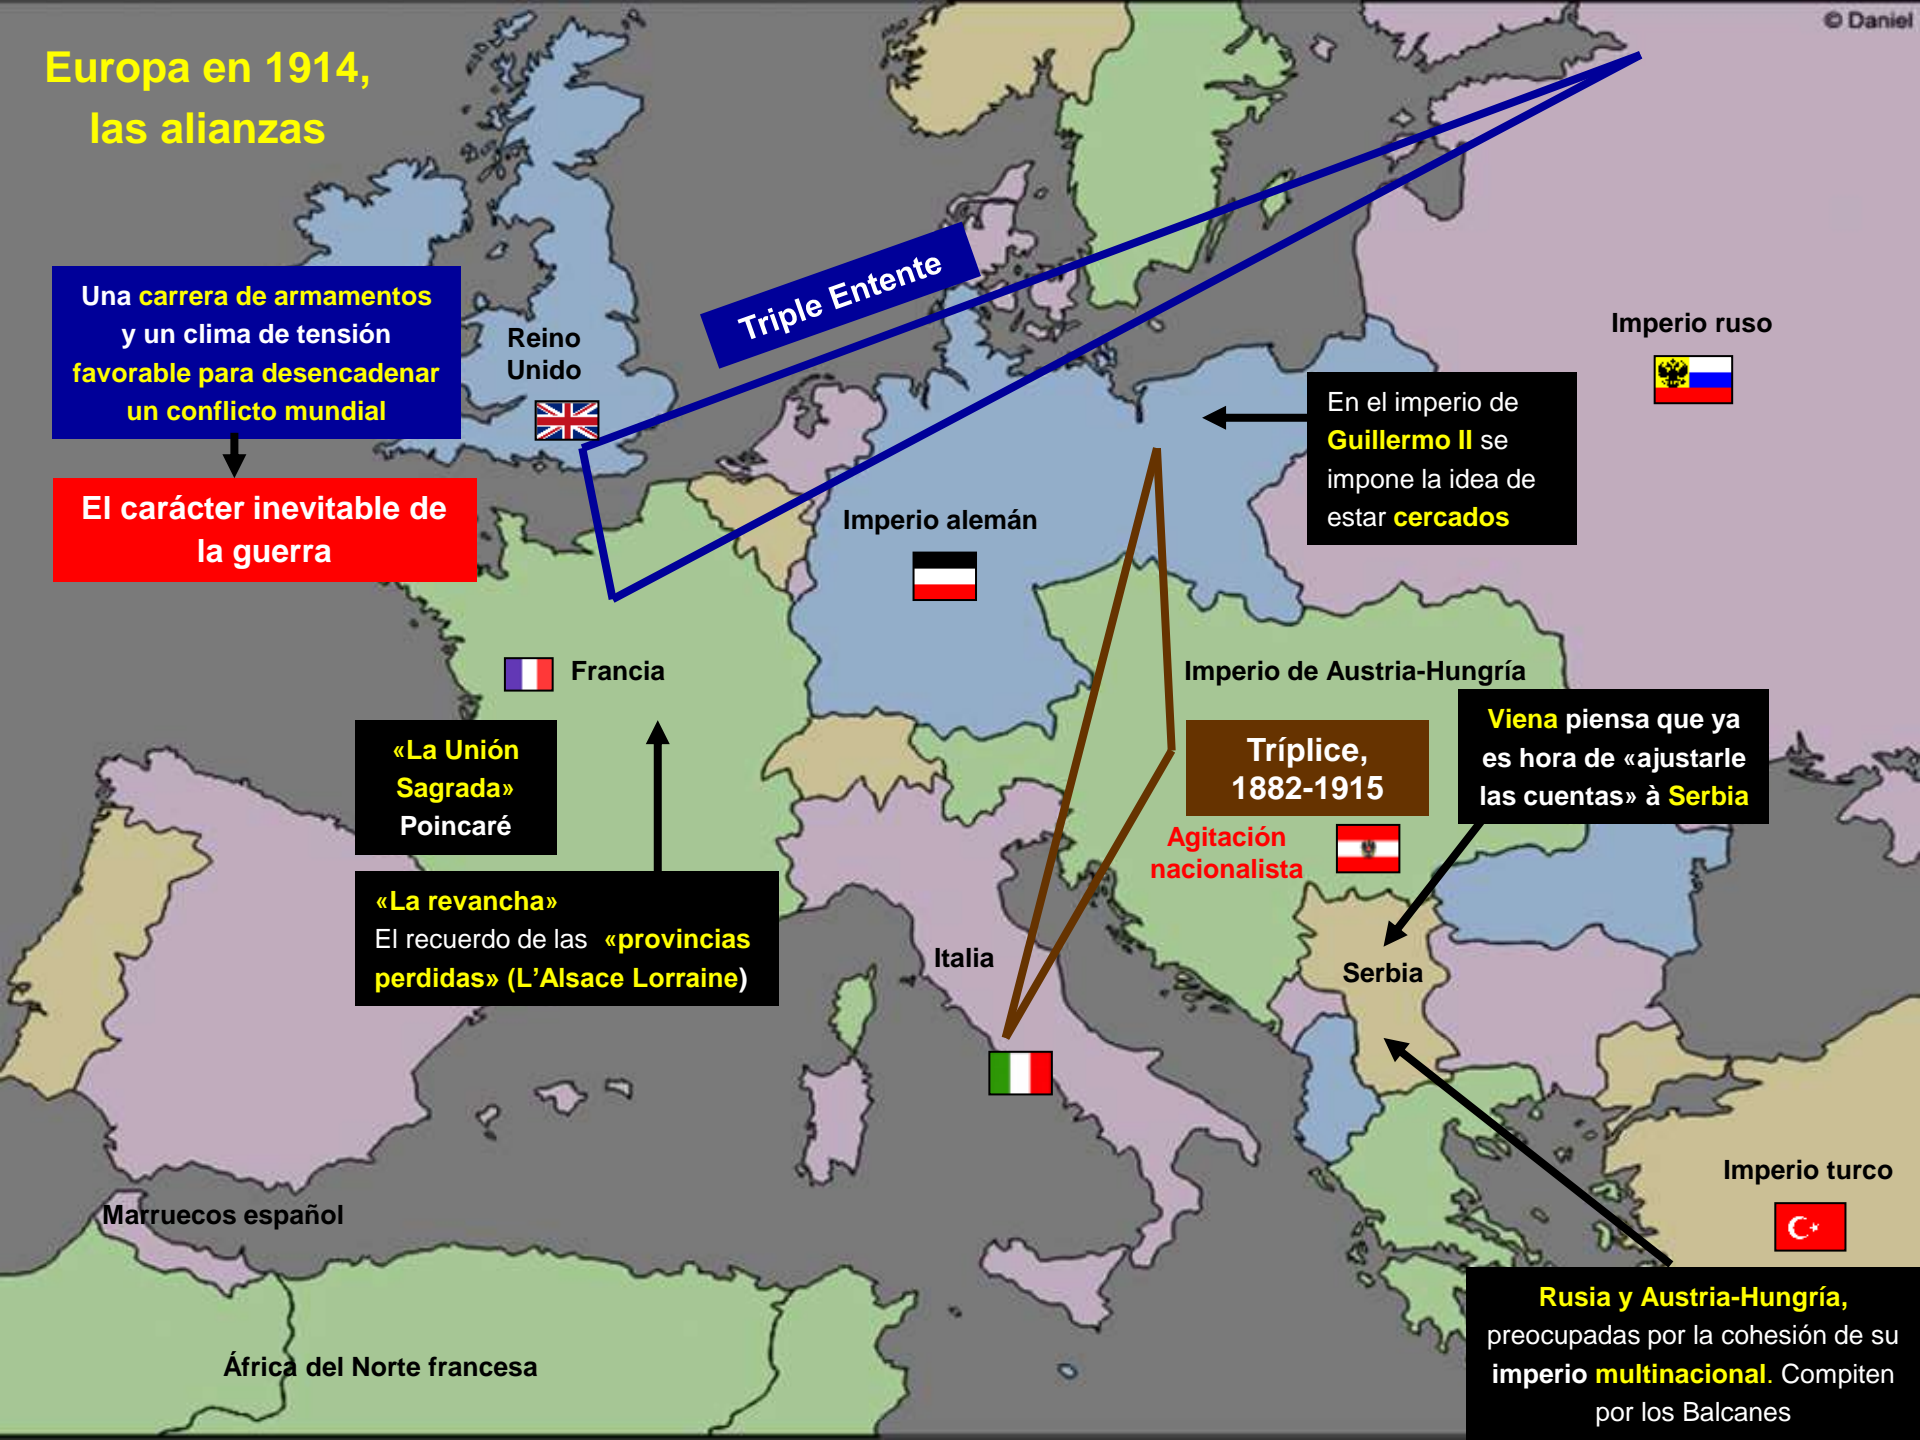 © Daniel
Europa en 1914,
las alianzas
Triple Entente
Una carrera de armamentos
y un clima de tensión
favorable para desencadenar
un conflicto mundial
Reino
Unido
Imperio ruso
En el imperio de
Guillermo II se
impone la idea de
estar cercados
El carácter inevitable de
la guerra
Imperio alemán
Francia
Imperio de Austria-Hungría
«La Unión
Sagrada»
Poincaré
Tríplice,
1882-1915
Viena piensa que ya
es hora de «ajustarle
las cuentas» à Serbia
Agitación
nacionalista
«La revancha»
El recuerdo de las «provincias
perdidas» (L’Alsace Lorraine)
Italia
Serbia
Imperio turco
Marruecos español
África del Norte francesa
Rusia y Austria-Hungría,
preocupadas por la cohesión de su
imperio multinacional. Compiten
por los Balcanes